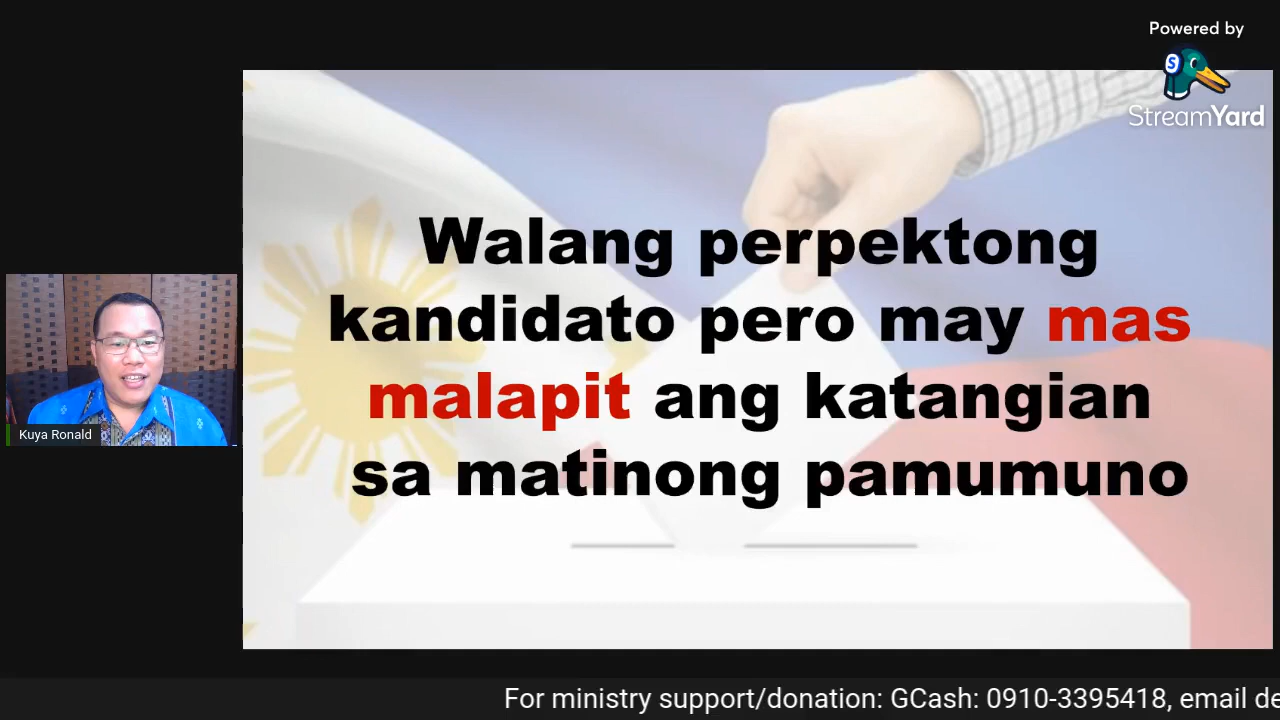 Powered by
S
StreamYard
Walang perpektong
kandidato pero may mas
malapit ang katangian
sa matinong pamumuno
Kuya Ronald
For ministry support/donation: GCash: 0910-3395418, email de